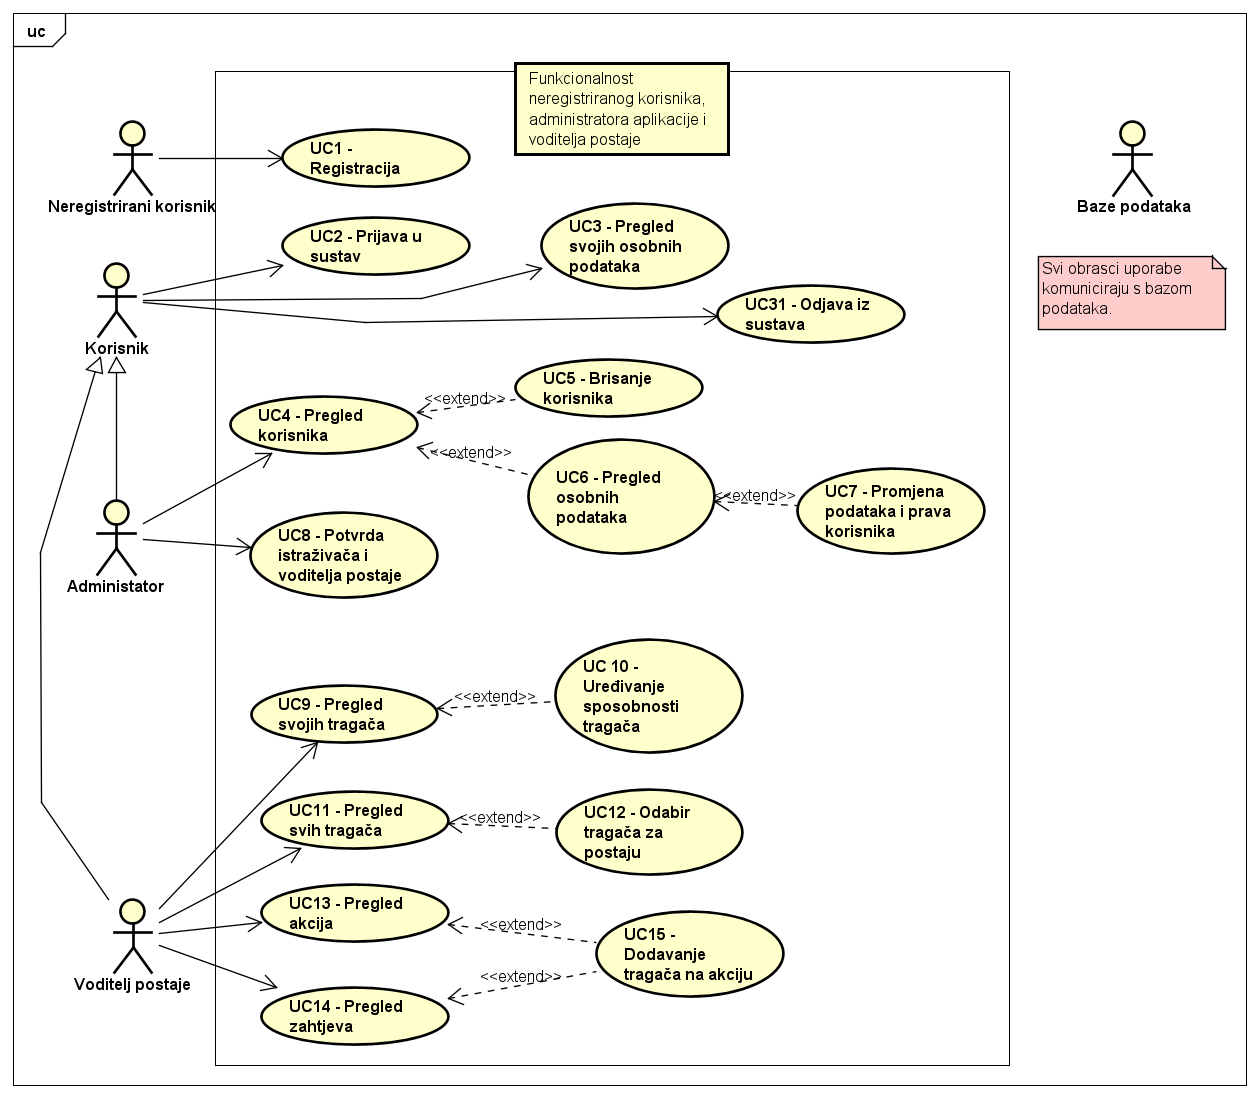 uc
Funkcionalnost
neregistriranog korisnika,
administratora aplikacije i
voditelja postaje
Neregistrirani korisnik
UC1 -
Registracija
Baze podataka
UC2 - Prijava u
sustav
UC3 - Pregled
svojih osobnih
podataka
Svi obrasci uporabe
komuniciraju s bazom
podataka.
UC31 - Odjava iz
sustava
Korisnik
UC4 - Pregled
korisnika
<<extend>>
UC5 - Brisanje
korisnika
<<extend>>
UC6 - Pregled
osobnih
podataka
<<extend>>
UC7 - Promjena
podataka i prava
korisnika
Administator
UC8 - Potvrda
istraživača i
voditelja postaje
UC9 - Pregled
svojih tragača
<<extend>>
UC 10 -
Uređivanje
sposobnosti
tragača
UC11 - Pregled
svih tragača
<<extend>>
UC12 - Odabir
tragača za
postaju
Voditelj postaje
UC13 - Pregled
akcija
<<extend>>
UC15 -
Dodavanje
tragača na akciju
<<extend>>
UC14 - Pregled
zahtjeva